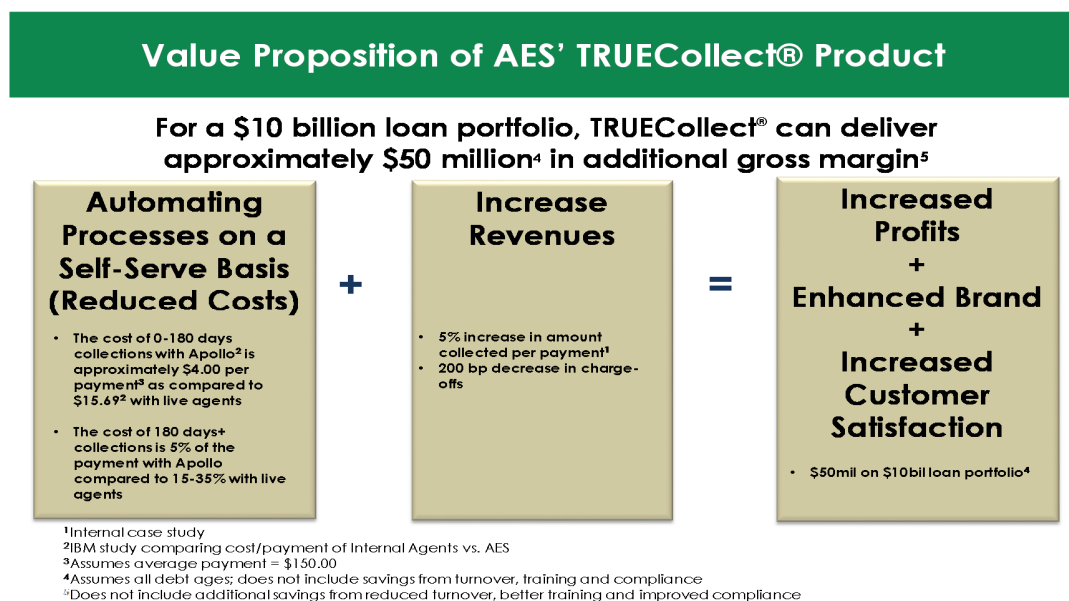 Value Proposition of AES’ TRUECollect® Product
For a $10 billion loan portfolio, TRUECollect® can deliver
approximately $50 million⁴ in additional gross margin⁵
Automating
Processes on a
Self-Serve Basis
(Reduced Costs)
• The cost of 0-180 days
collections with Apollo² is
approximately $4.00 per
payment³ as compared to
$15.69² with live agents
• The cost of 180 days+
collections is 5% of the
payment with Apollo
compared to 15-35% with live
agents
+
Increase
Revenues
• 5% increase in amount
collected per payment¹
• 200 bp decrease in charge-
offs
=
Increased
Profits
+
Enhanced Brand
+
Increased
Customer
Satisfaction
• $50mil on $10bil loan portfolio⁴
¹Internal case study
²IBM study comparing cost/payment of Internal Agents vs. AES
³Assumes average payment = $150.00
⁴Assumes all debt ages; does not include savings from turnover, training and compliance
⁵Does not include additional savings from reduced turnover, better training and improved compliance